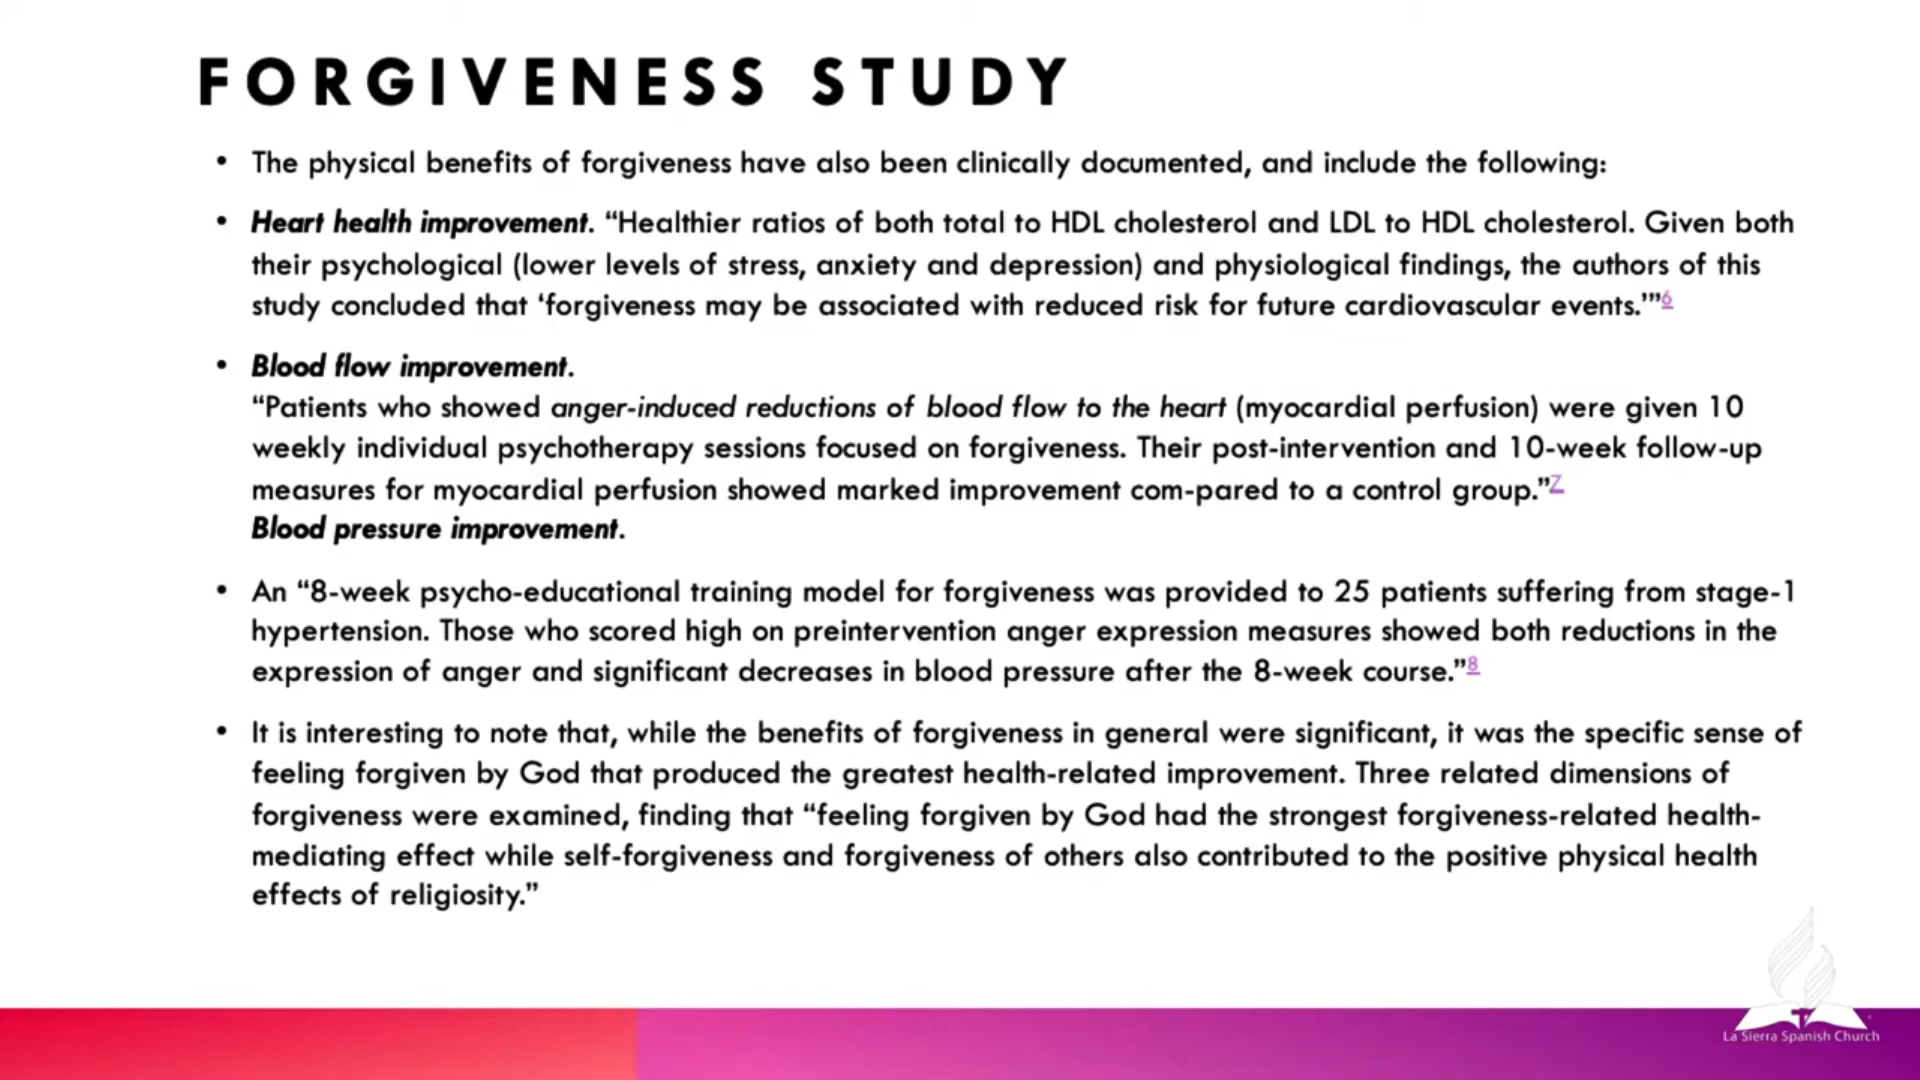 FORGIVENESS STUDY
• The physical benefits of forgiveness have also been clinically documented, and include the following:
• Heart health improvement. “Healthier ratios of both total to HDL cholesterol and LDL to HDL cholesterol. Given both
their psychological (lower levels of stress, anxiety and depression) and physiological findings, the authors of this
study concluded that ‘forgiveness may be associated with reduced risk for future cardiovascular events.’”6
• Blood flow improvement.
“Patients who showed anger-induced reductions of blood flow to the heart (myocardial perfusion) were given 10
weekly individual psychotherapy sessions focused on forgiveness. Their post-intervention and 10-week follow-up
measures for myocardial perfusion showed marked improvement com-pared to a control group.”7
Blood pressure improvement.
• An “8-week psycho-educational training model for forgiveness was provided to 25 patients suffering from stage-1
hypertension. Those who scored high on preintervention anger expression measures showed both reductions in the
expression of anger and significant decreases in blood pressure after the 8-week course.”8
• It is interesting to note that, while the benefits of forgiveness in general were significant, it was the specific sense of
feeling forgiven by God that produced the greatest health-related improvement. Three related dimensions of
forgiveness were examined, finding that “feeling forgiven by God had the strongest forgiveness-related health-
mediating effect while self-forgiveness and forgiveness of others also contributed to the positive physical health
effects of religiosity.”
La Sierra Spanish Church